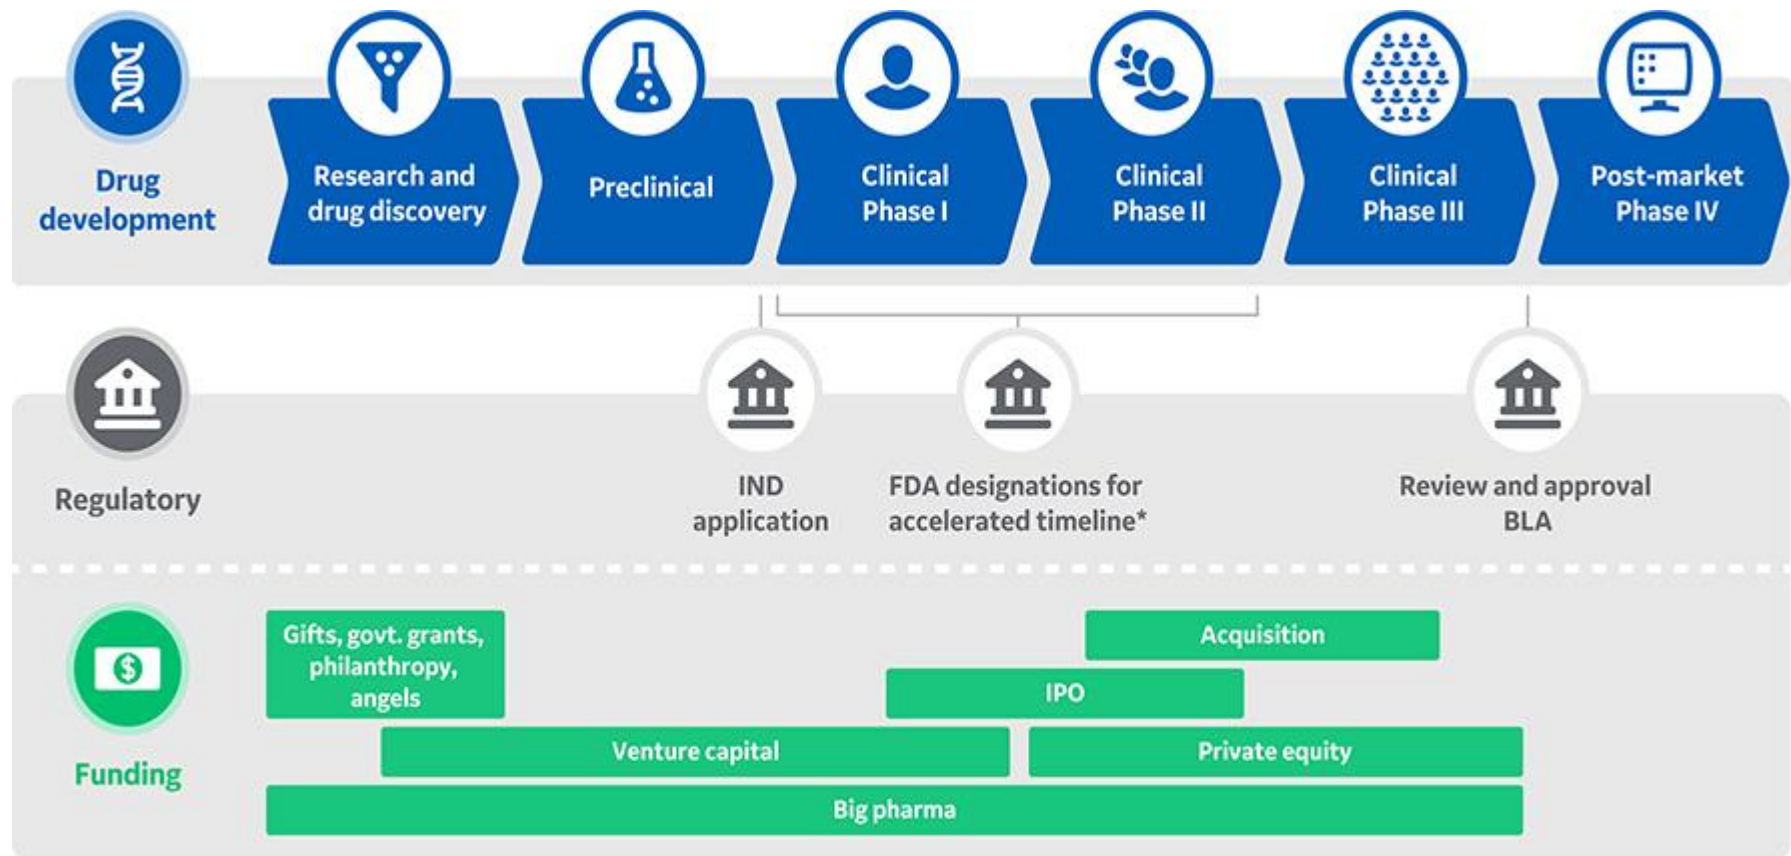 Drug
development
Research and
drug discovery
Preclinical
Clinical
Phase I
Clinical
Phase II
Clinical
Phase III
Post-market
Phase IV
Regulatory
IND
application
FDA designations for
accelerated timeline*
Review and approval
BLA
Funding
Gifts, govt. grants,
philanthropy,
angels
Acquisition
IPO
Venture capital
Private equity
Big pharma